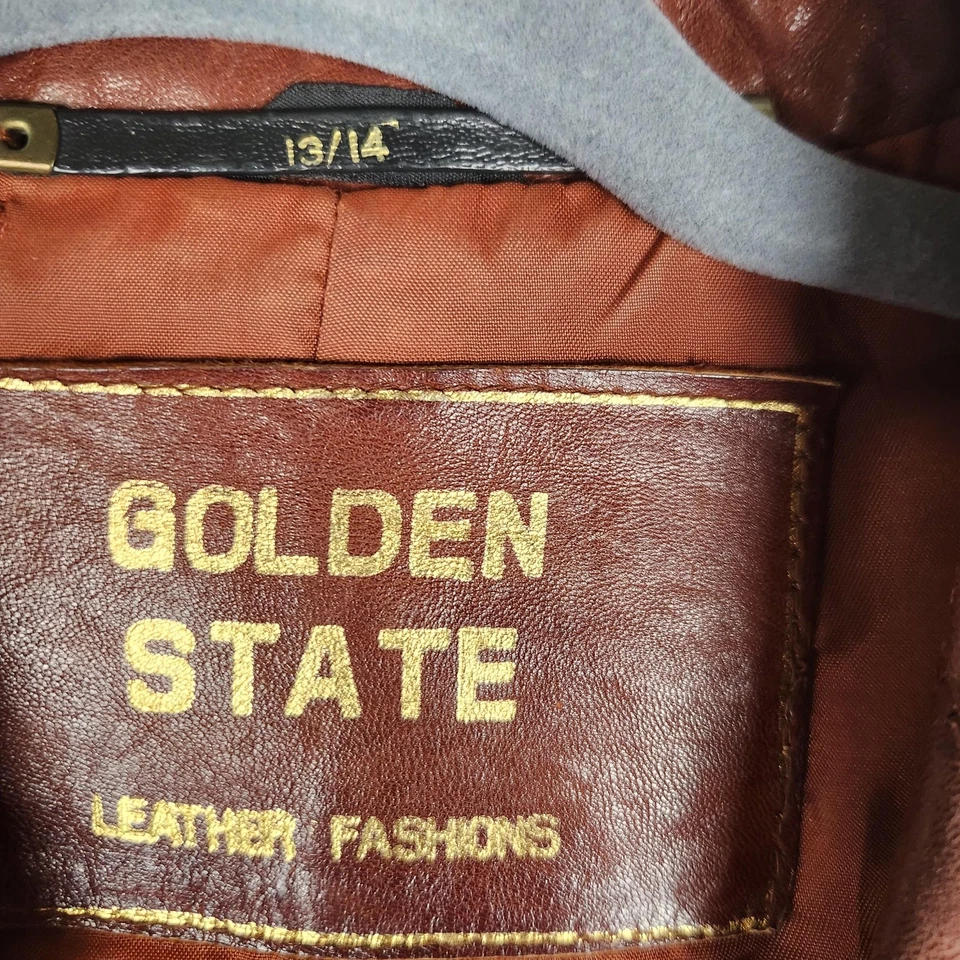 13/14
GOLDEN
STATE
LEATHER FASHIONS